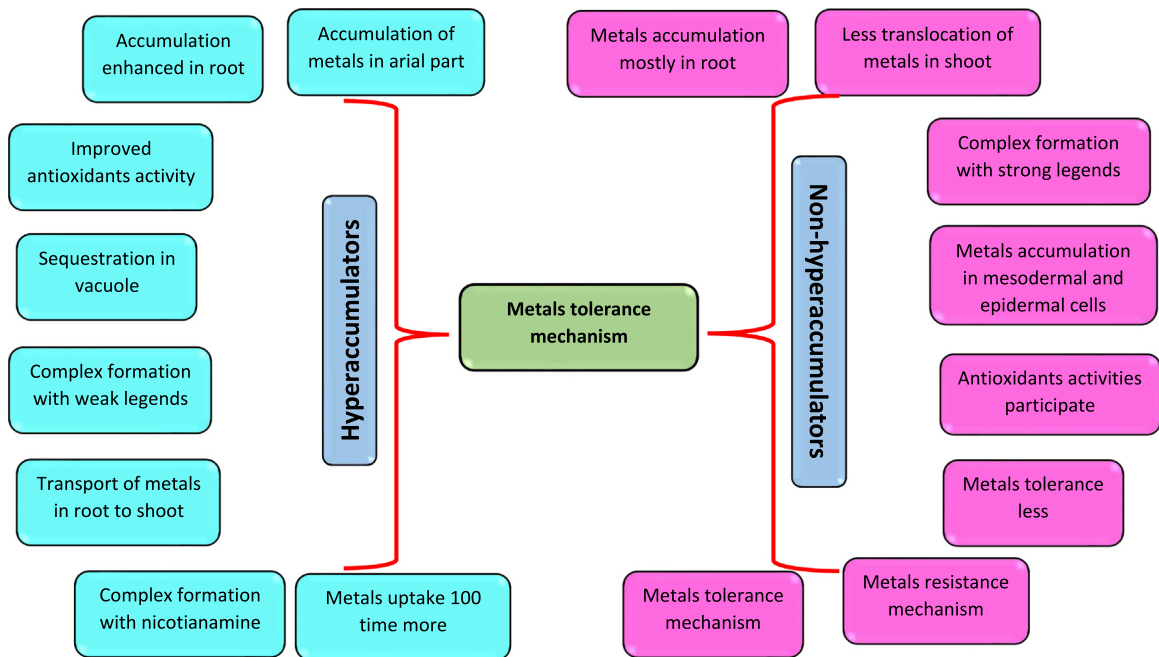 Accumulation
enhanced in root
Accumulation of
metals in arial part
Metals accumulation
mostly in root
Less translocation of
metals in shoot
Improved
antioxidants activity
Sequestration in
vacuole
Complex formation
with weak legends
Transport of metals
in root to shoot
Complex formation
with nicotianamine
Metals uptake 100
time more
Hyperaccumulators
Metals tolerance
mechanism
Non-hyperaccumulators
Complex formation
with strong legends
Metals accumulation
in mesodermal and
epidermal cells
Antioxidants activities
participate
Metals tolerance
less
Metals tolerance
mechanism
Metals resistance
mechanism